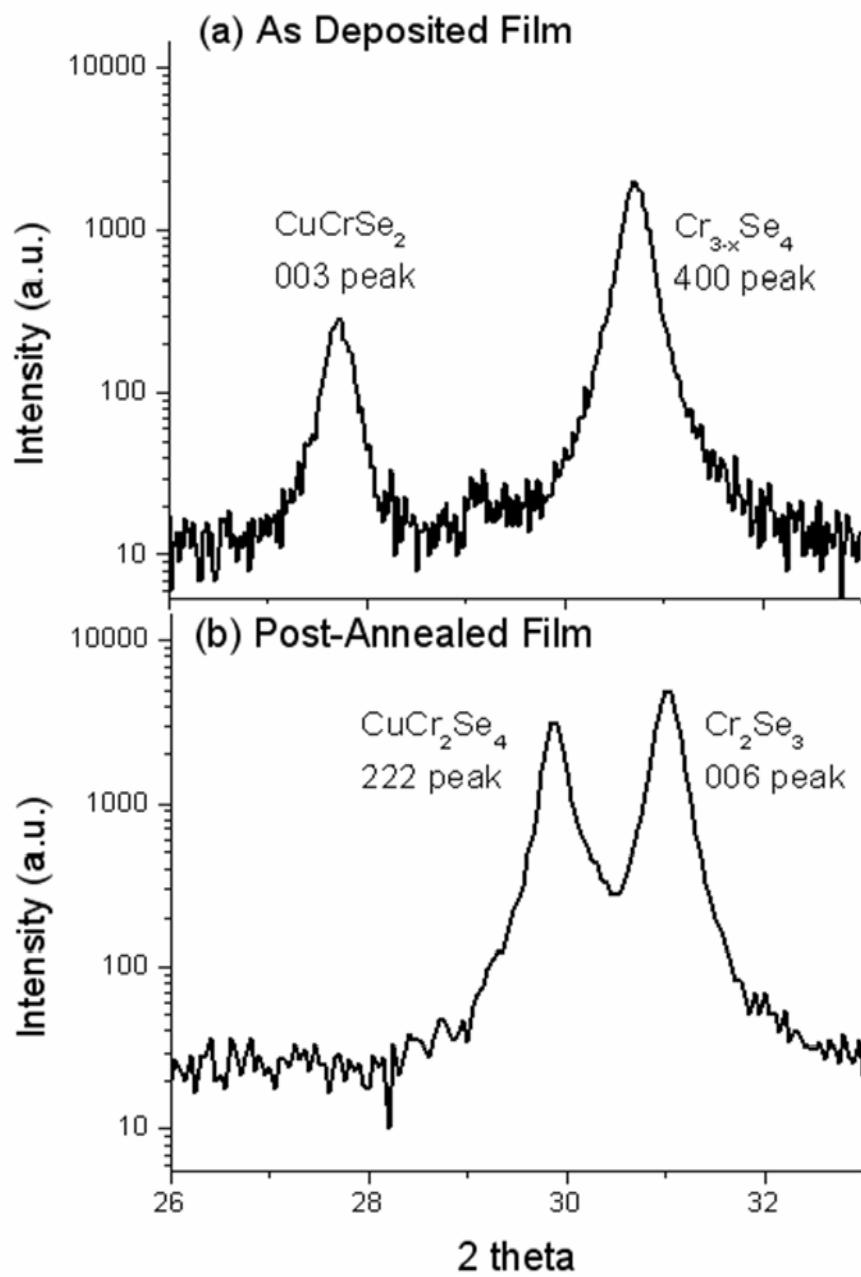 (a) As Deposited Film
10000
1000
100
10
Intensity (a.u.)
CuCrSe₂
003 peak
Cr₃₋ₓSe₄
400 peak
(b) Post-Annealed Film
10000
1000
100
10
Intensity (a.u.)
CuCr₂Se₄
222 peak
Cr₂Se₃
006 peak
26 28 30 32
2 theta